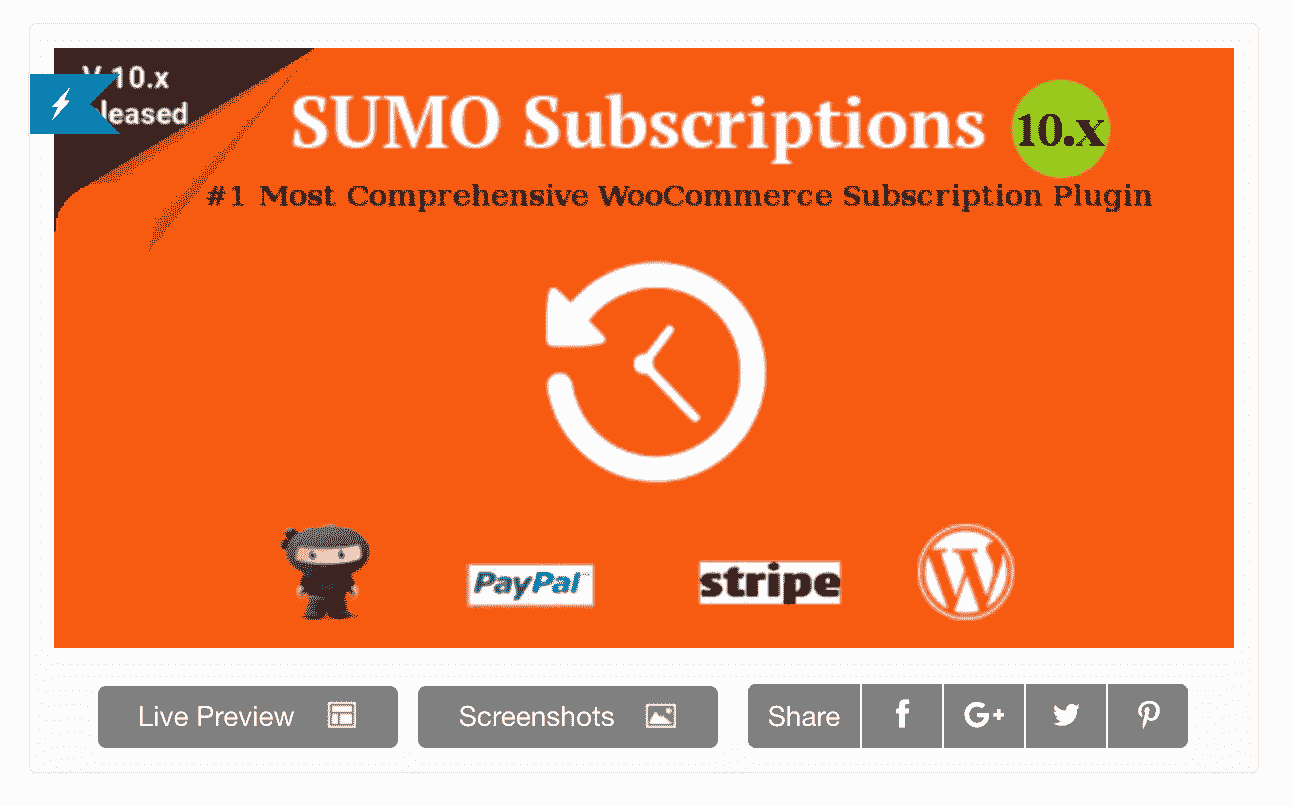 V 10.x
leased
SUMO Subscriptions 10.x
#1 Most Comprehensive WooCommerce Subscription Plugin
PayPal
stripe
W
Live Preview
Screenshots
Share
f
G+